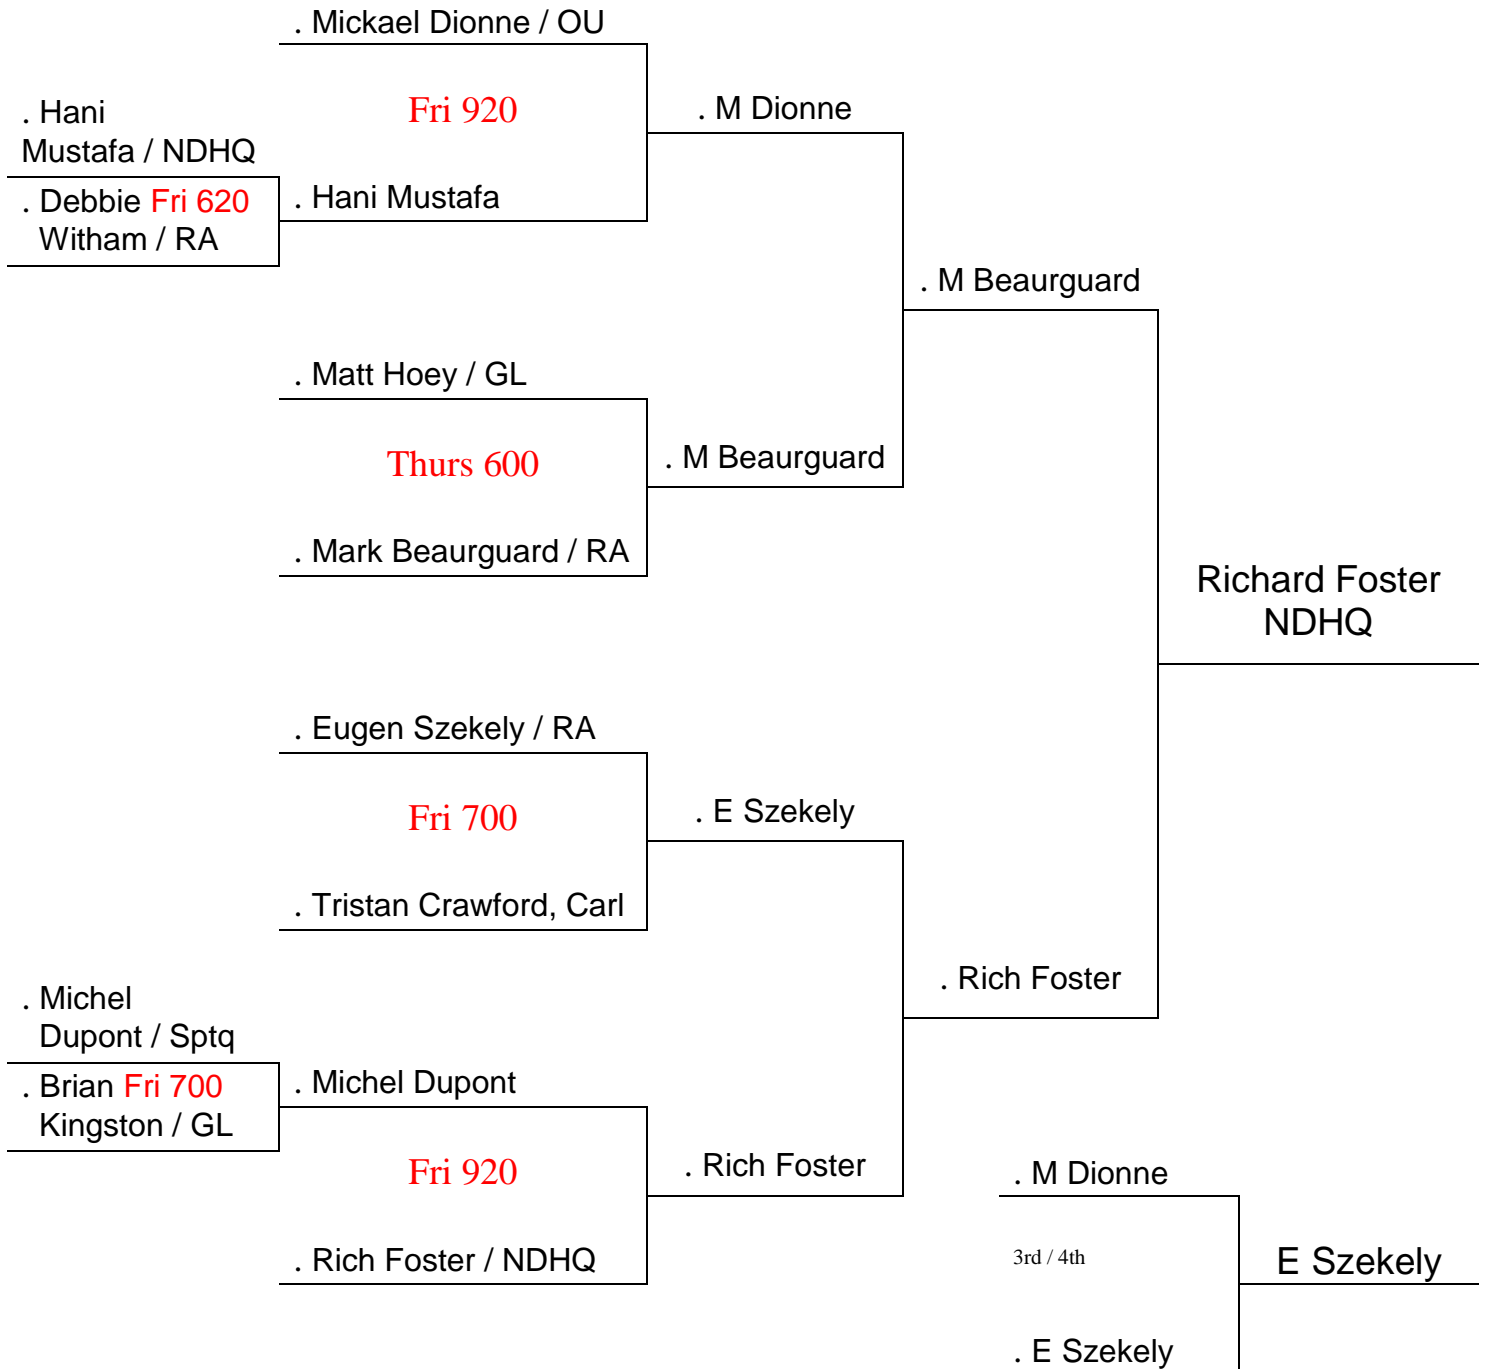 . Mickael Dionne / OU
. Hani
Mustafa / NDHQ
Fri 920
. M Dionne
. Debbie Fri 620
Witham / RA
. Hani Mustafa
. M Beaurguard
. Matt Hoey / GL
Thurs 600
. M Beaurguard
. Mark Beaurguard / RA
Richard Foster
NDHQ
. Eugen Szekely / RA
Fri 700
. E Szekely
. Tristan Crawford, Carl
. Rich Foster
. Michel
Dupont / Sptq
. Brian Fri 700
Kingston / GL
. Michel Dupont
Fri 920
. Rich Foster
. Rich Foster / NDHQ
. M Dionne
3rd / 4th
E Szekely
. E Szekely